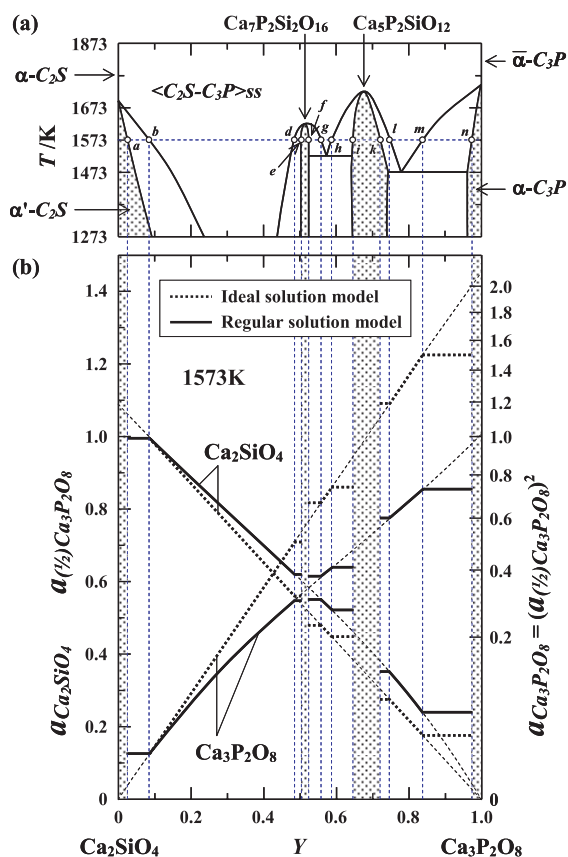 (a)
Ca7P2Si2O16
Ca5P2SiO12
1873
1673
1573
1473
1273
T /K
α-C2S
α'-C2S
<C2S-C3P>ss
ᾱ-C3P
α-C3P
a
b
d
e
f
g
h
i
k
l
m
n
(b)
Ideal solution model
Regular solution model
1573K
Ca2SiO4
Ca3P2O8
1.4
1.2
1.0
0.8
0.6
0.4
0.2
0
2.0
1.8
1.6
1.5
1.4
1.2
1.0
0.8
0.74
0.6
0.4
0.2
0
a(½)Ca3P2O8
aCa2SiO4
aCa3P2O8 = (a(½)Ca3P2O8)2
0
0.2
0.4
0.6
0.8
1.0
Ca2SiO4
Y
Ca3P2O8